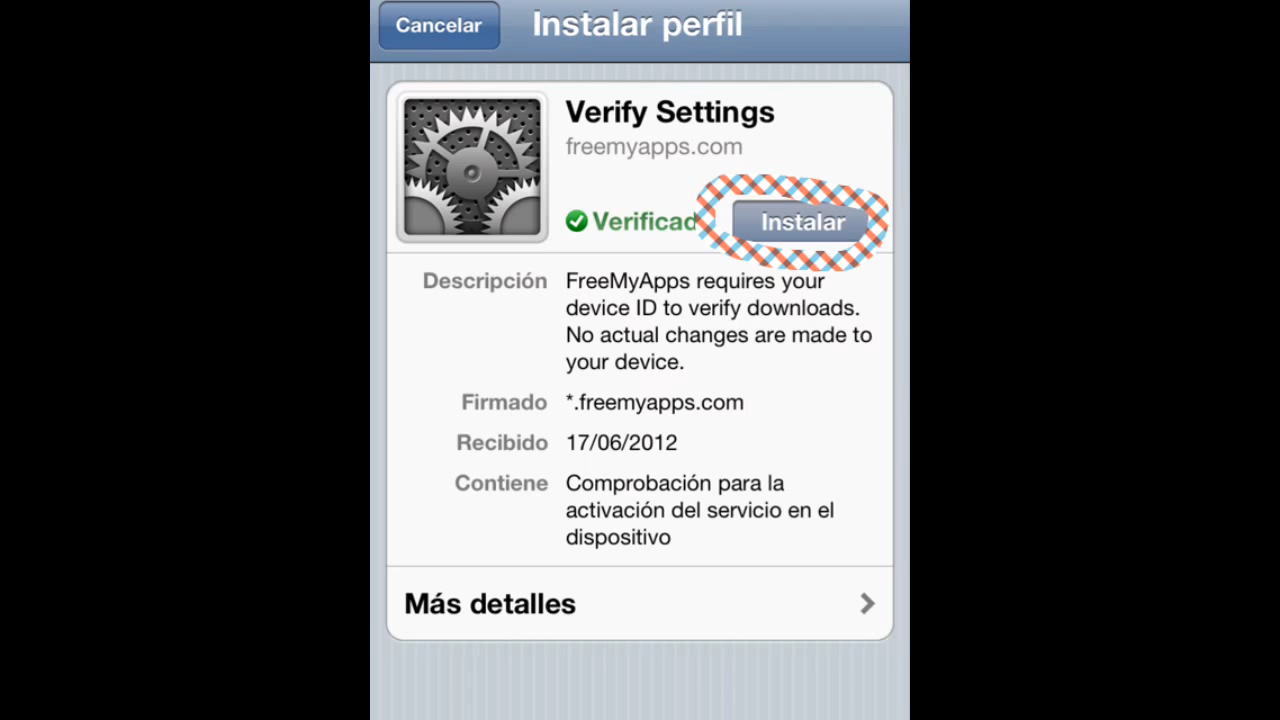 Cancelar
Instalar perfil
Verify Settings
freemyapps.com
Verificad
Instalar
Descripción
FreeMyApps requires your
device ID to verify downloads.
No actual changes are made to
your device.
Firmado
*.freemyapps.com
Recibido
17/06/2012
Contiene
Comprobación para la
activación del servicio en el
dispositivo
Más detalles